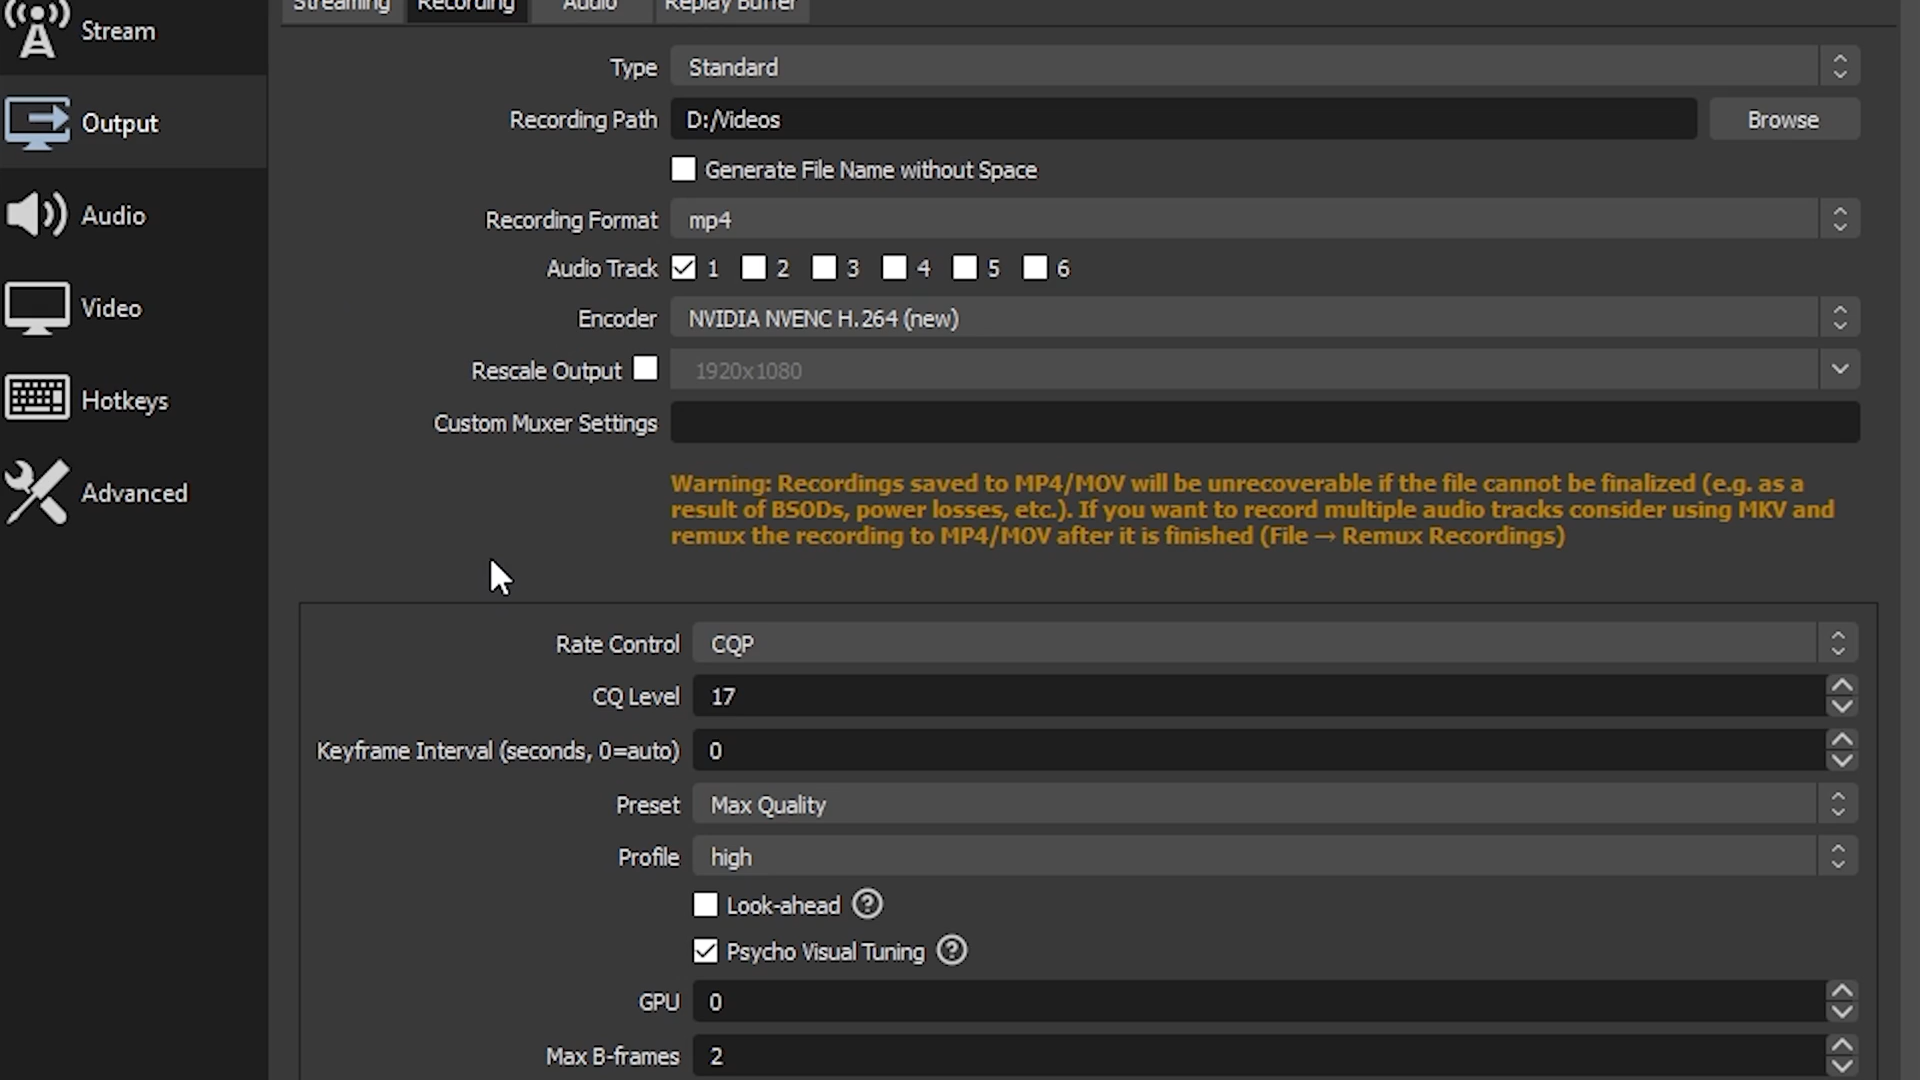 Streaming
Recording
Audio
Replay Buffer
Stream
Output
Audio
Video
Hotkeys
Advanced
Type
Standard
Recording Path
D:/Videos
Browse
Generate File Name without Space
Recording Format
mp4
Audio Track
1 2 3 4 5 6
Encoder
NVIDIA NVENC H.264 (new)
Rescale Output
1920x1080
Custom Muxer Settings
Warning: Recordings saved to MP4/MOV will be unrecoverable if the file cannot be finalized (e.g. as a
result of BSODs, power losses, etc.). If you want to record multiple audio tracks consider using MKV and
remux the recording to MP4/MOV after it is finished (File → Remux Recordings)
Rate Control
CQP
CQ Level
17
Keyframe Interval (seconds, 0=auto)
0
Preset
Max Quality
Profile
high
Look-ahead ?
Psycho Visual Tuning ?
GPU
0
Max B-frames
2